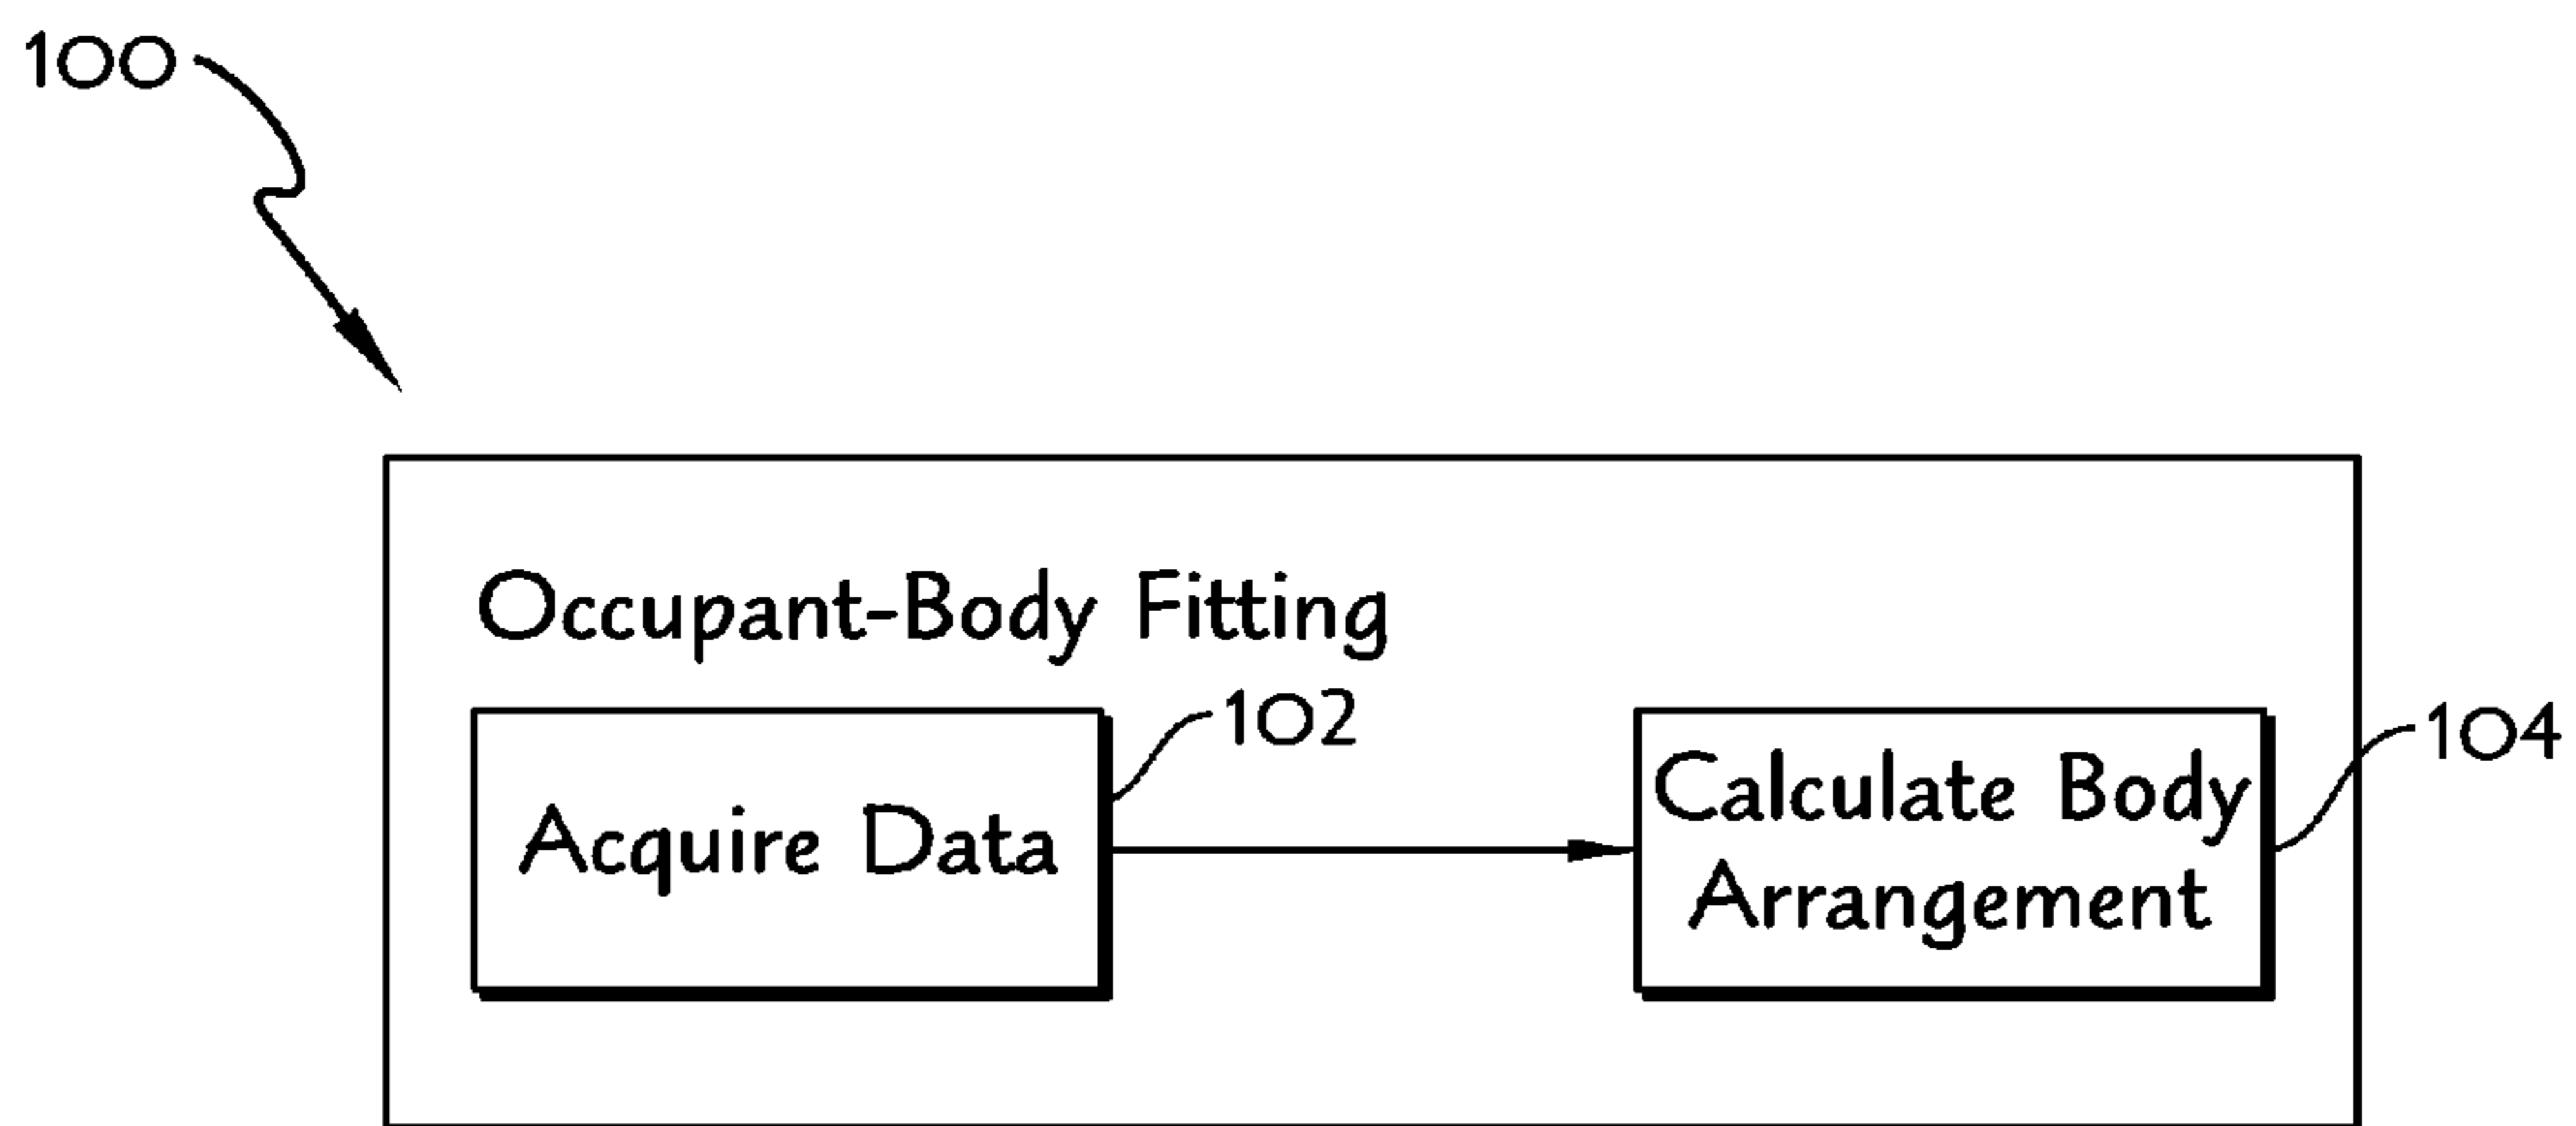 100
Occupant-Body Fitting
102
Acquire Data
Calculate Body
Arrangement
104